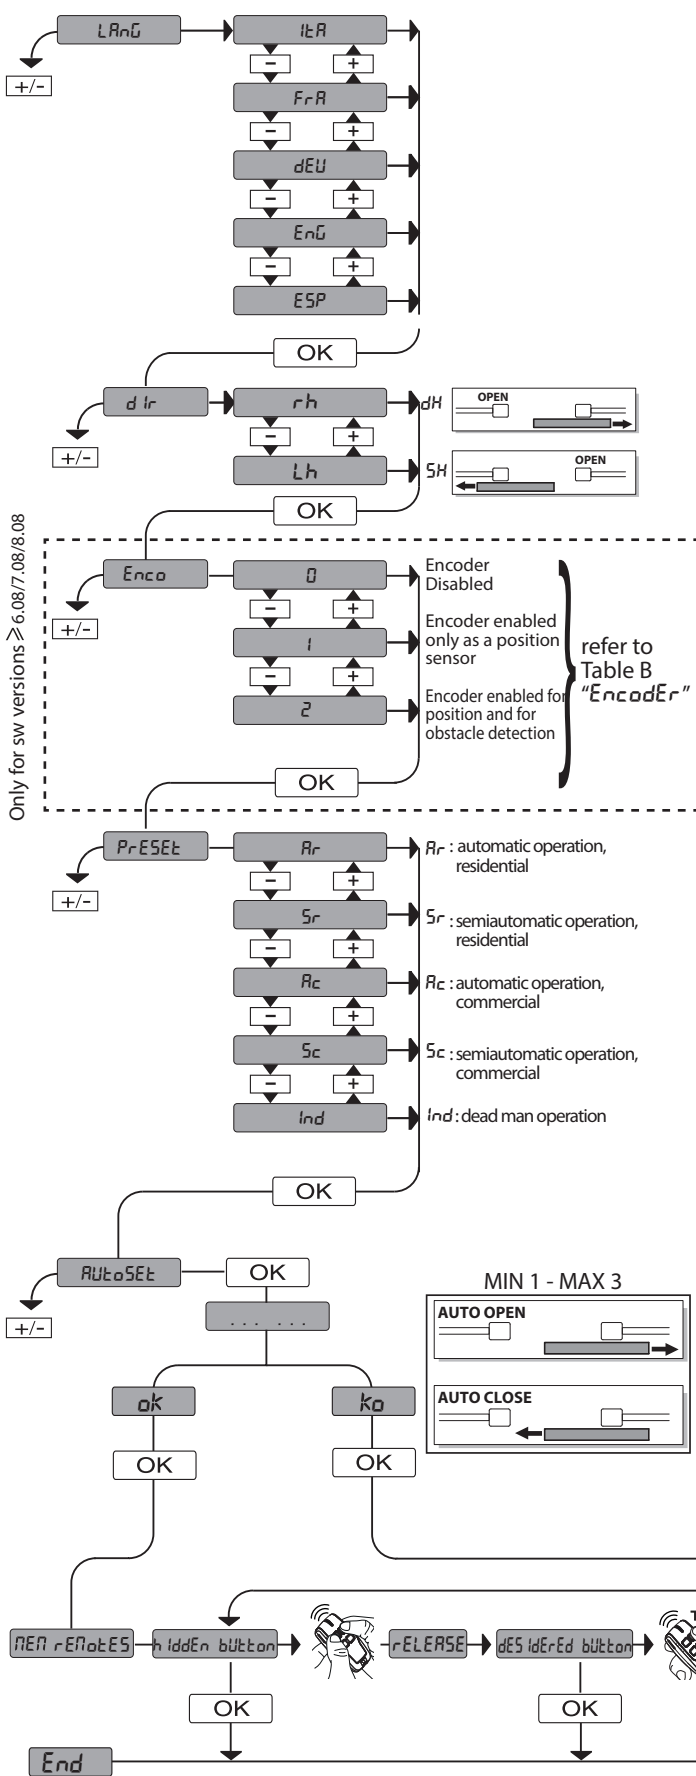 LAnG
ItA
+/-
- +
FrA
- +
dEU
- +
EnG
- +
ESP
OK
dIr
rh
dH
OPEN
+/-
- +
Lh
SH
OPEN
OK
Only for sw versions ⩾ 6.08/7.08/8.08
Enco
0
Encoder
Disabled
+/-
- +
1
Encoder enabled
only as a position
sensor
- +
2
Encoder enabled for
position and for
obstacle detection
refer to
Table B
“EncodEr”
OK
PrESEt
Ar
Ar : automatic operation,
residential
+/-
- +
Sr
Sr : semiautomatic operation,
residential
- +
Ac
Ac : automatic operation,
commercial
- +
Sc
Sc : semiautomatic operation,
commercial
- +
Ind
Ind : dead man operation
OK
AUtoSEt
OK
+/-
... ...
MIN 1 - MAX 3
AUTO OPEN
AUTO CLOSE
ok
ko
OK
OK
MEM rEMotES
hIddEn bUtton
rELEASE
dESIdErEd bUtton
OK
OK
End